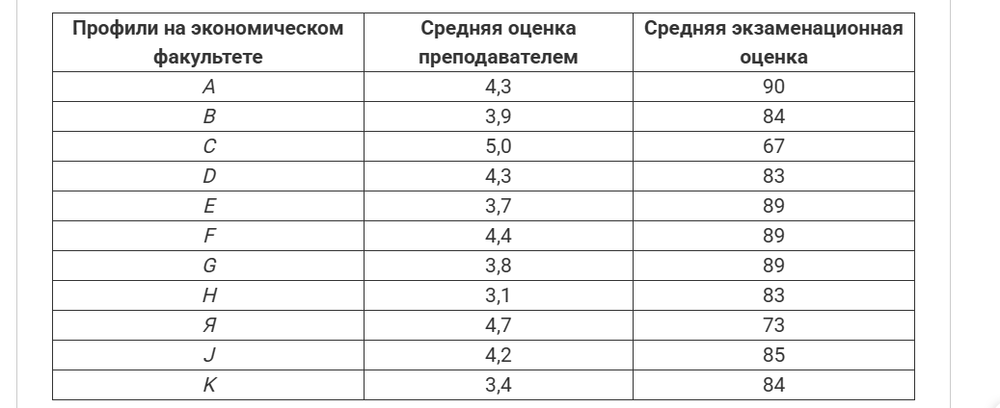 Профили на экономическом факультете | Средняя оценка преподавателем | Средняя экзаменационная оценка
A | 4,3 | 90
B | 3,9 | 84
C | 5,0 | 67
D | 4,3 | 83
E | 3,7 | 89
F | 4,4 | 89
G | 3,8 | 89
H | 3,1 | 83
Я | 4,7 | 73
J | 4,2 | 85
K | 3,4 | 84